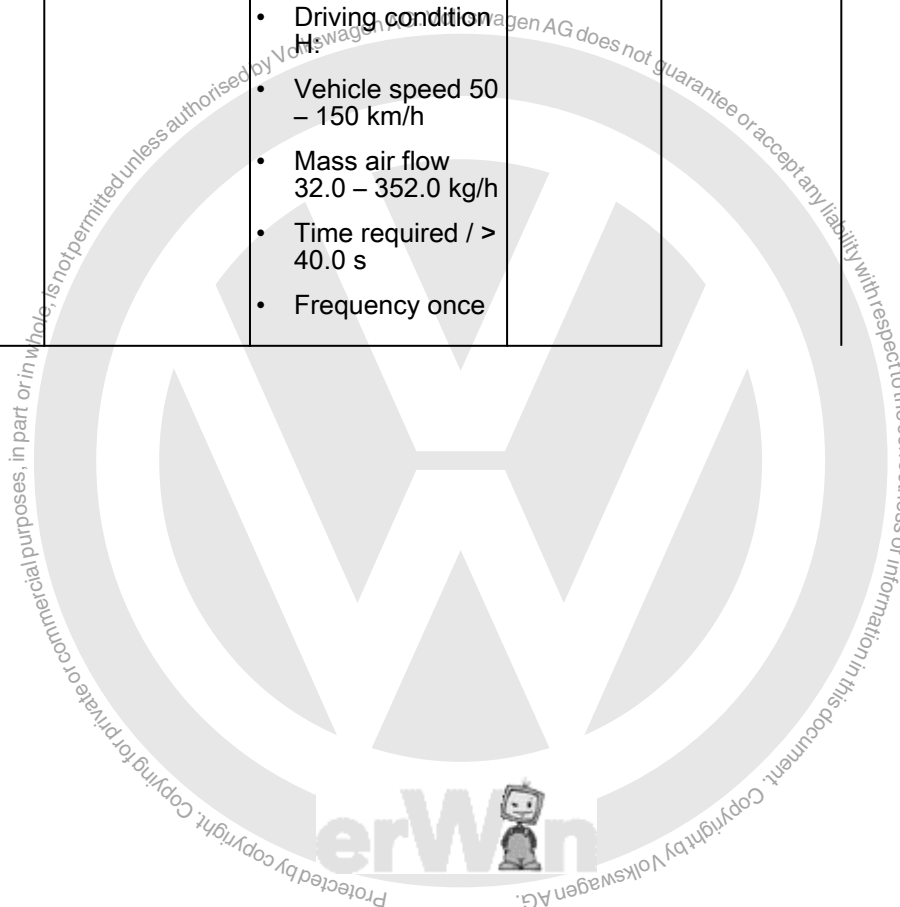 • Driving condition
H:
• Vehicle speed 50
– 150 km/h
• Mass air flow
32.0 – 352.0 kg/h
• Time required / >
40.0 s
• Frequency once
Protected by copyright. Copying for private or commercial purposes, in part or in whole, is not permitted unless authorised by Volkswagen AG. Volkswagen AG does not guarantee or accept any liability with respect to the correctness of information in this document. Copyright by Volkswagen AG.
erWin